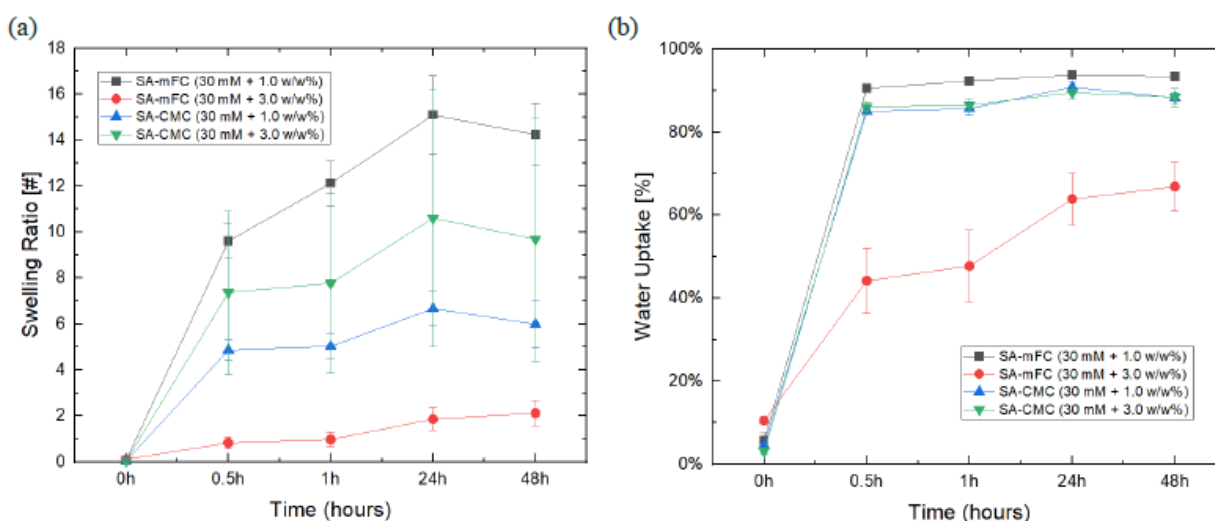 (a)
18
16
14
12
10
8
6
4
2
0
Swelling Ratio [#]
SA-mFC (30 mM + 1.0 w/w%)
SA-mFC (30 mM + 3.0 w/w%)
SA-CMC (30 mM + 1.0 w/w%)
SA-CMC (30 mM + 3.0 w/w%)
0h 0.5h 1h 24h 48h
Time (hours)
(b)
100%
80%
60%
40%
20%
0%
Water Uptake [%]
SA-mFC (30 mM + 1.0 w/w%)
SA-mFC (30 mM + 3.0 w/w%)
SA-CMC (30 mM + 1.0 w/w%)
SA-CMC (30 mM + 3.0 w/w%)
0h 0.5h 1h 24h 48h
Time (hours)